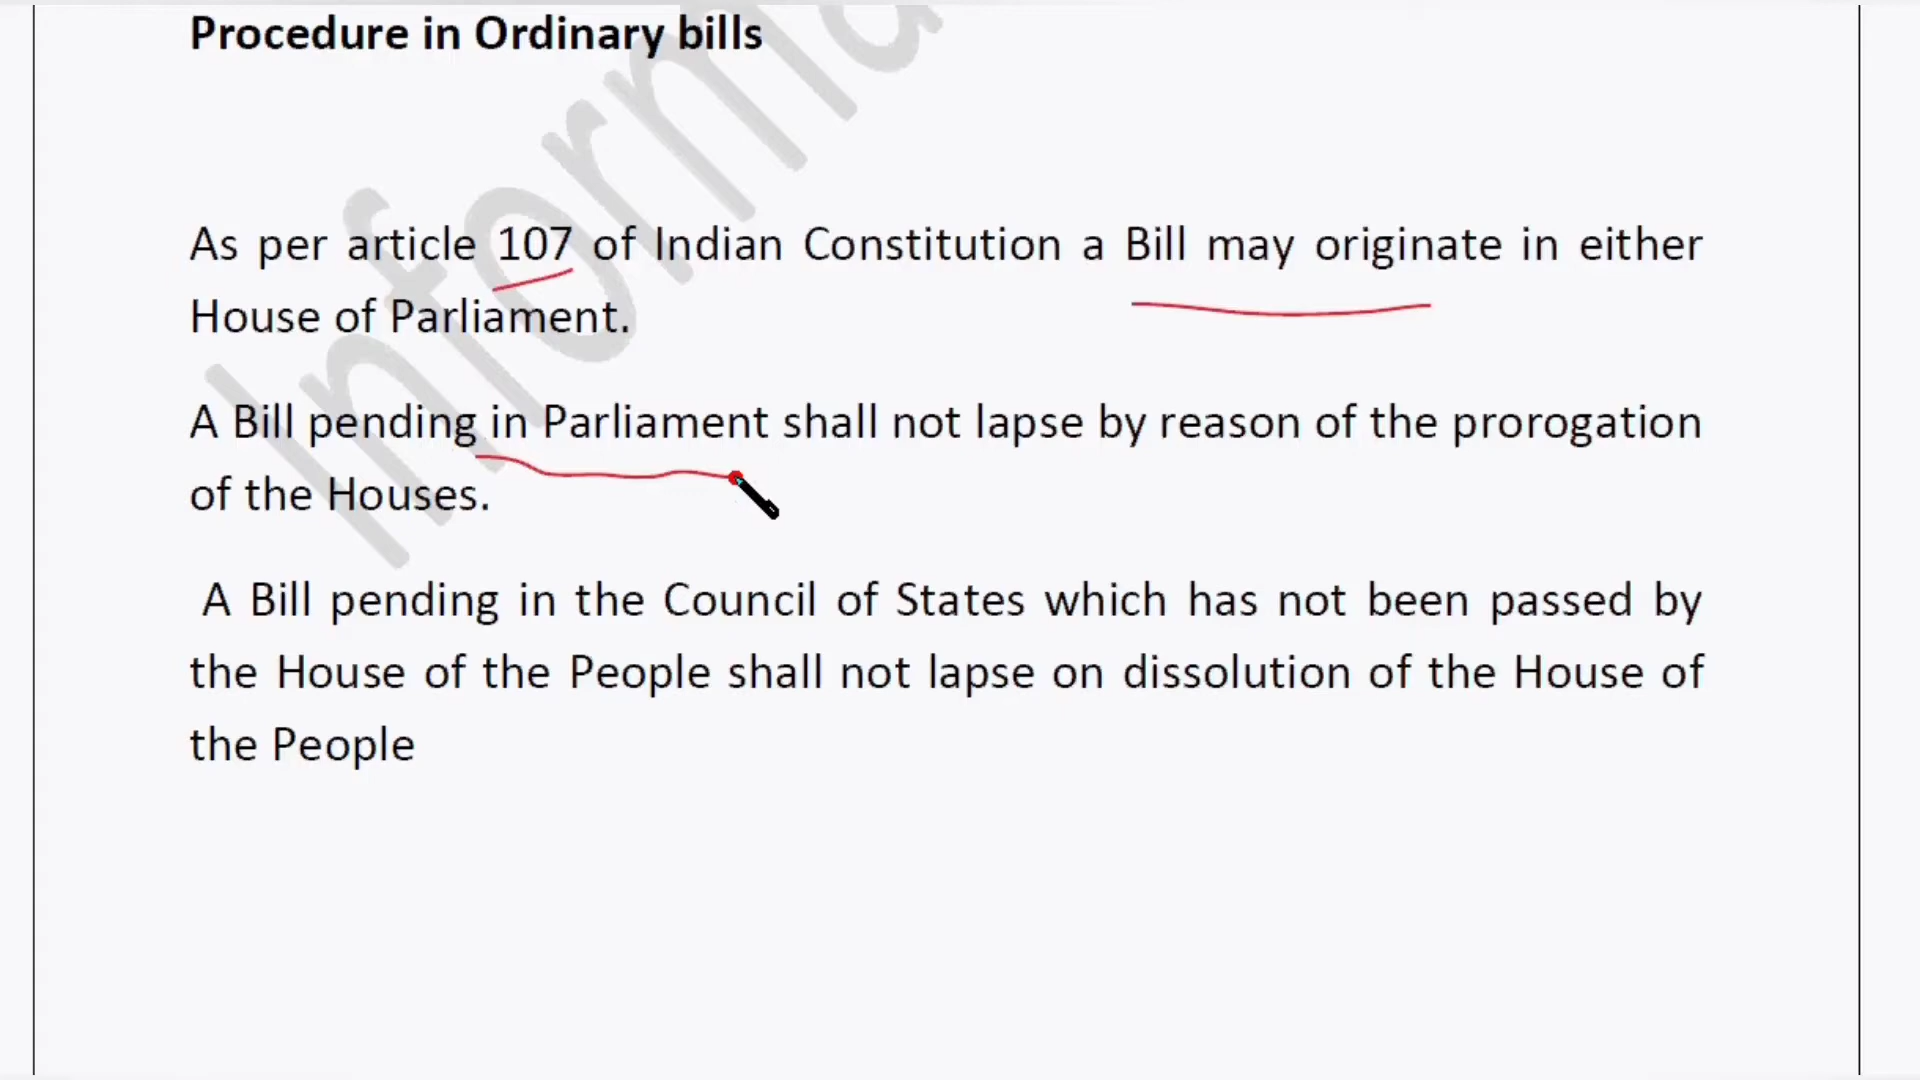 Procedure in Ordinary bills
As per article 107 of Indian Constitution a Bill may originate in either
House of Parliament.
A Bill pending in Parliament shall not lapse by reason of the prorogation
of the Houses.
A Bill pending in the Council of States which has not been passed by
the House of the People shall not lapse on dissolution of the House of
the People